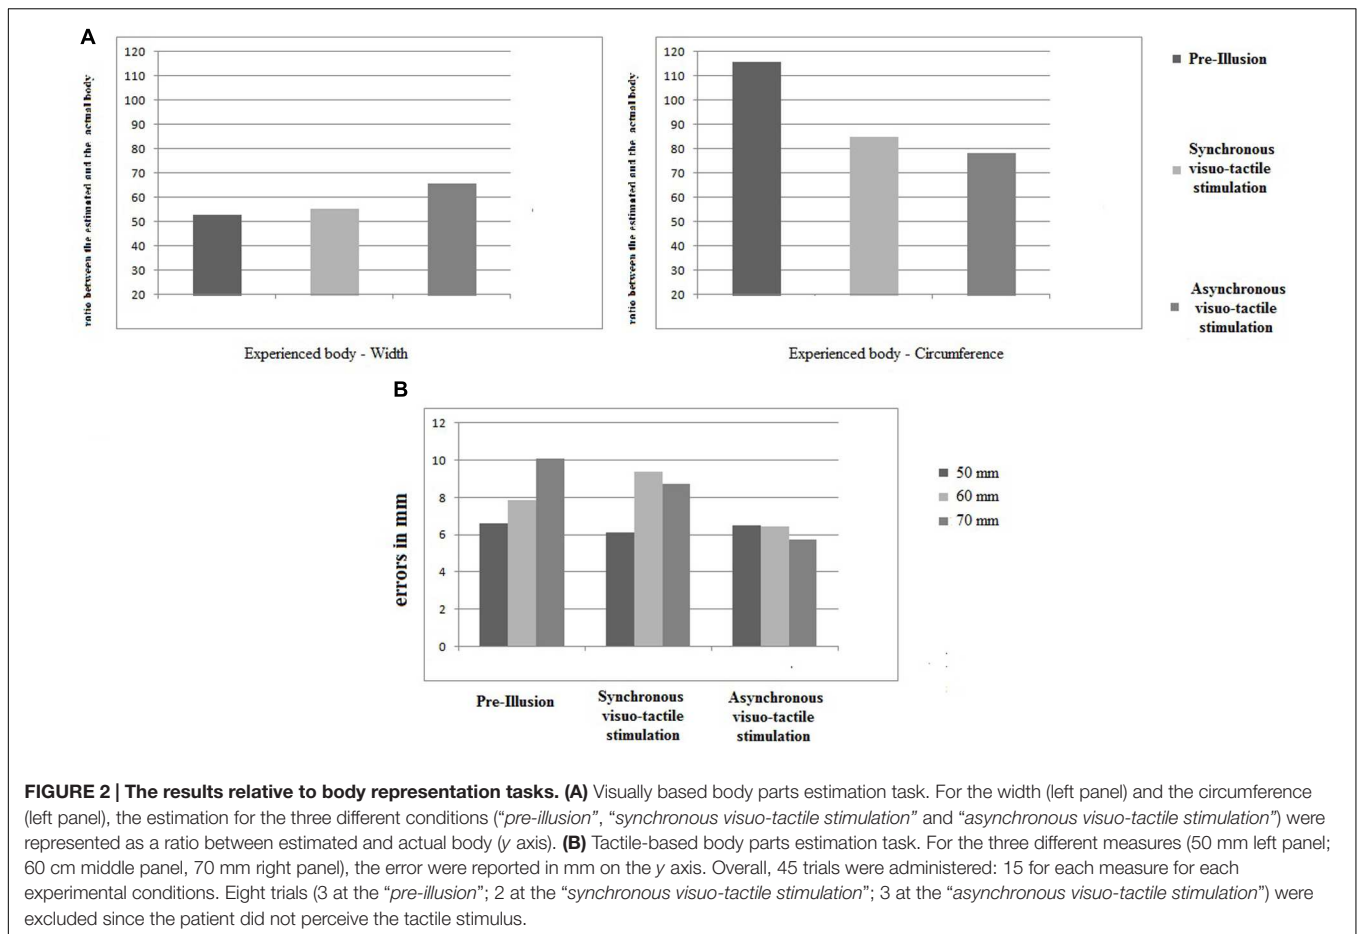 A
ratio between the estimated and the actual body
120
110
100
90
80
70
60
50
40
30
20
Experienced body - Width
ratio between the estimated and the actual body
120
110
100
90
80
70
60
50
40
30
20
Experienced body - Circumference
Pre-Illusion
Synchronous
visuo-tactile
stimulation
Asynchronous
visuo-tactile
stimulation
B
errors in mm
12
10
8
6
4
2
0
Pre-Illusion
Synchronous
visuo-tactile
stimulation
Asynchronous
visuo-tactile
stimulation
50 mm
60 mm
70 mm
FIGURE 2 | The results relative to body representation tasks. (A) Visually based body parts estimation task. For the width (left panel) and the circumference
(left panel), the estimation for the three different conditions (“pre-illusion”, “synchronous visuo-tactile stimulation” and “asynchronous visuo-tactile stimulation”) were
represented as a ratio between estimated and actual body (y axis). (B) Tactile-based body parts estimation task. For the three different measures (50 mm left panel;
60 cm middle panel, 70 mm right panel), the error were reported in mm on the y axis. Overall, 45 trials were administered: 15 for each measure for each
experimental conditions. Eight trials (3 at the “pre-illusion”; 2 at the “synchronous visuo-tactile stimulation”; 3 at the “asynchronous visuo-tactile stimulation”) were
excluded since the patient did not perceive the tactile stimulus.